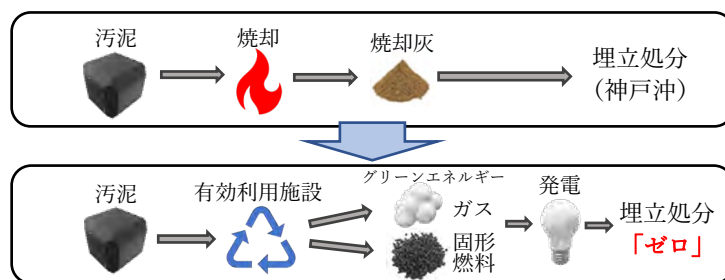 汚泥
焼却
焼却灰
埋立処分
（神戸沖）
汚泥
有効利用施設
グリーンエネルギー
ガス
固形
燃料
発電
埋立処分
「ゼロ」